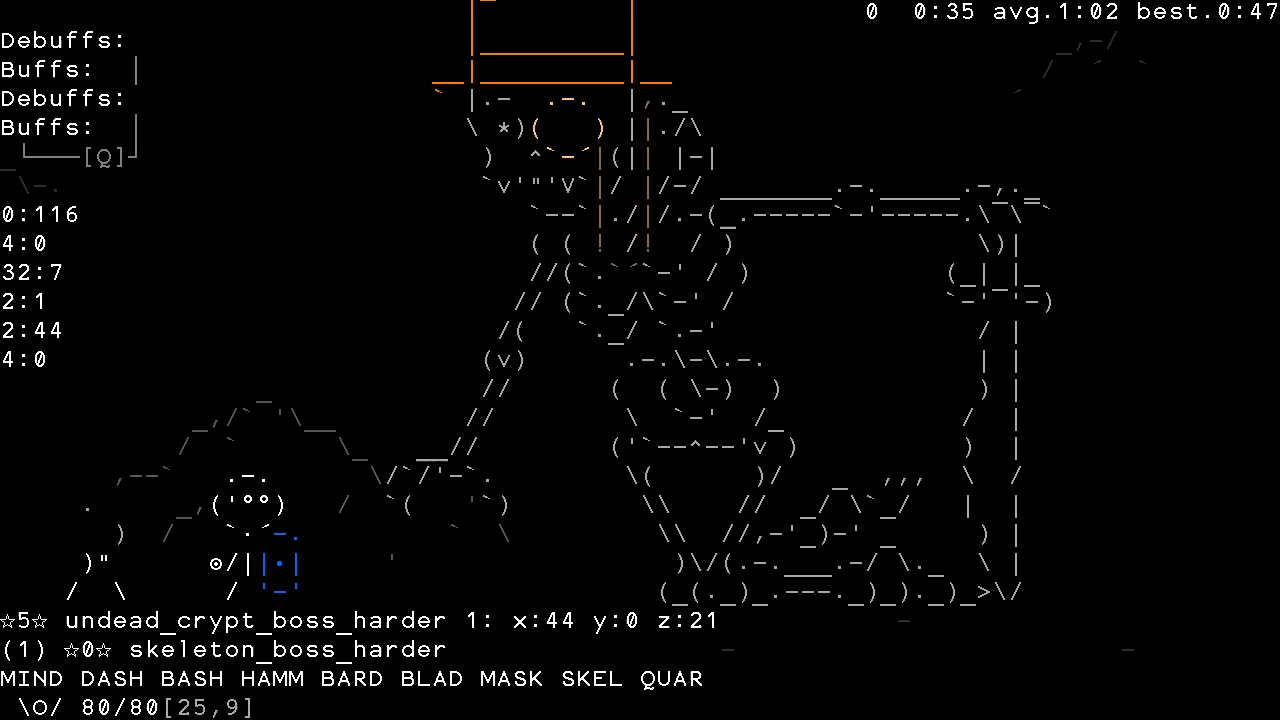 0 0:35 avg.1:02 best.0:47
Debuffs:
Buffs:
Debuffs:
Buffs:
[Q]
0:116
4:0
32:7
2:1
2:44
4:0
☆5☆ undead_crypt_boss_harder 1: x:44 y:0 z:21
(1) ☆0☆ skeleton_boss_harder
MIND DASH BASH HAMM BARD BLAD MASK SKEL QUAR
\O/ 80/80[25,9]